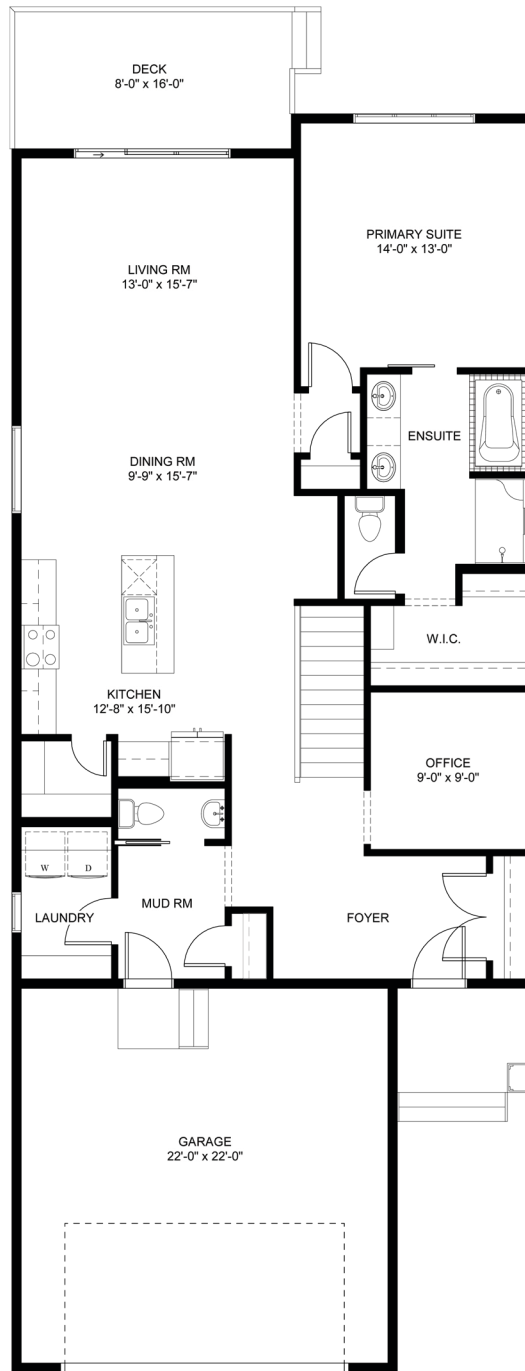 DECK
8'-0" x 16'-0"
PRIMARY SUITE
14'-0" x 13'-0"
LIVING RM
13'-0" x 15'-7"
ENSUITE
DINING RM
9'-9" x 15'-7"
W.I.C.
KITCHEN
12'-8" x 15'-10"
OFFICE
9'-0" x 9'-0"
W D
LAUNDRY
MUD RM
FOYER
GARAGE
22'-0" x 22'-0"